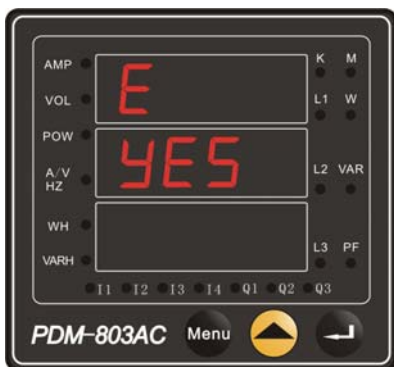 AMP
E
K M
VOL
L1 W
POW
YES
A/V
HZ
L2 VAR
WH
VARH
L3 PF
I1 I2 I3 I4 Q1 Q2 Q3
PDM-803AC Menu